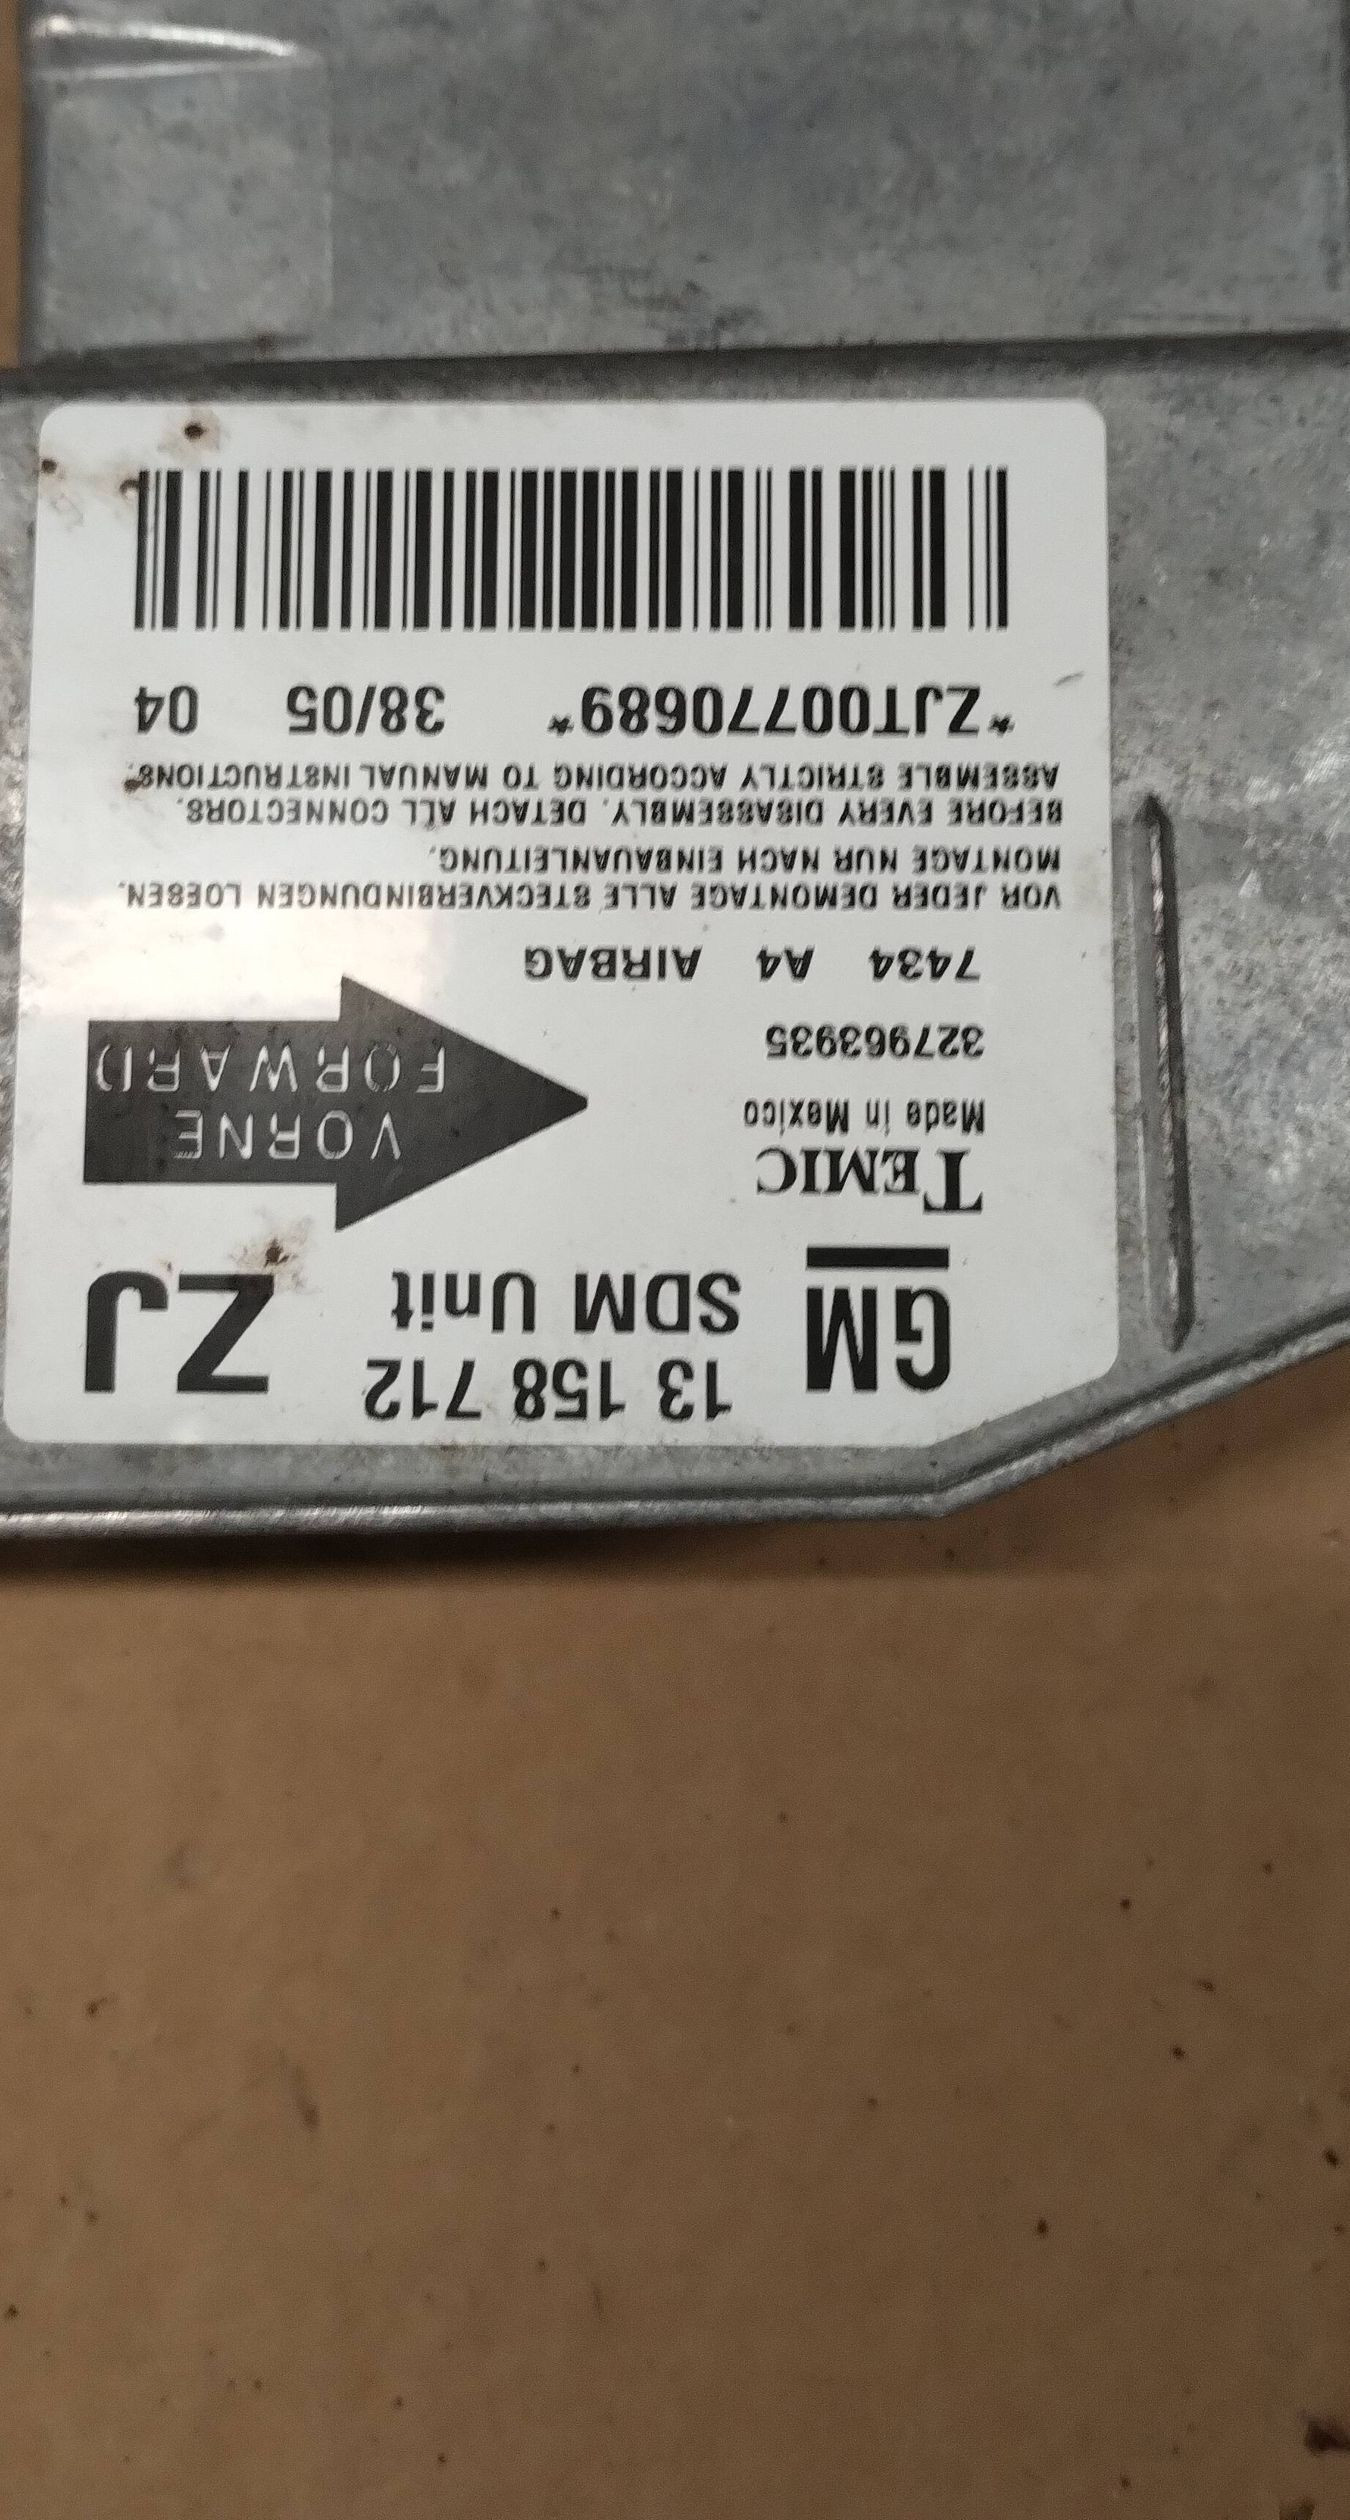 GM 13 158 712 ZJ
SDM Unit
TEMIC
Made in Mexico
327963935
VORNE
FORWARD
7434 A4 AIRBAG
VOR JEDER DEMONTAGE ALLE STECKVERBINDUNGEN LOESEN.
MONTAGE NUR NACH EINBAUANLEITUNG.
BEFORE EVERY DISASSEMBLY, DETACH ALL CONNECTORS.
ASSEMBLE STRICTLY ACCORDING TO MANUAL INSTRUCTIONS.
*ZJT00770689* 38/05 04